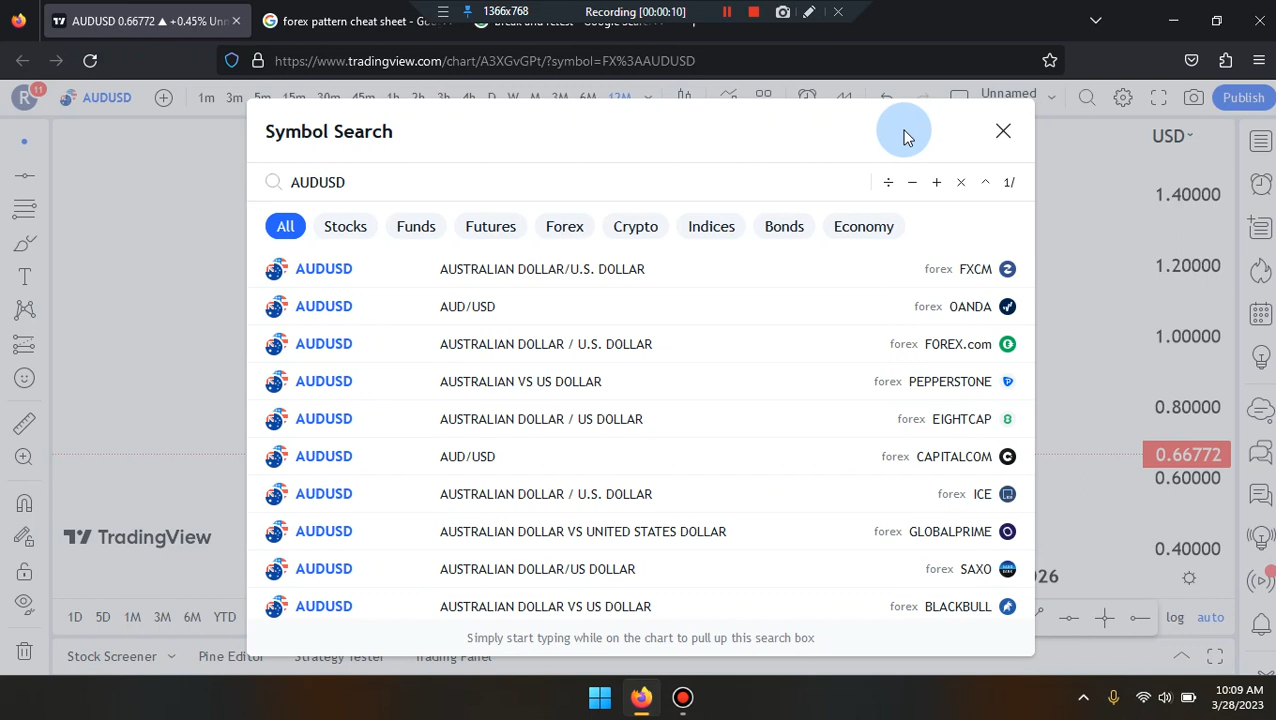 1366x768
Recording [00:00:10]
AUDUSD 0.66772 ▲ +0.45% Unn
forex pattern cheat sheet - Goo
break and retest - Google Search
https://www.tradingview.com/chart/A3XGvGPt/?symbol=FX%3AAUDUSD
R
11
AUDUSD
1m 3m 5m 15m 30m 45m 1h 2h 3h 4h D W M 3M 6M 12M
Unnamed
Publish
Symbol Search
USD
AUDUSD
÷ − + × ^ 1/
1.40000
All Stocks Funds Futures Forex Crypto Indices Bonds Economy
AUDUSD AUSTRALIAN DOLLAR/U.S. DOLLAR forex FXCM
1.20000
AUDUSD AUD/USD forex OANDA
1.00000
AUDUSD AUSTRALIAN DOLLAR / U.S. DOLLAR forex FOREX.com
AUDUSD AUSTRALIAN VS US DOLLAR forex PEPPERSTONE
0.80000
AUDUSD AUSTRALIAN DOLLAR / US DOLLAR forex EIGHTCAP
AUDUSD AUD/USD forex CAPITALCOM
0.66772
0.60000
AUDUSD AUSTRALIAN DOLLAR / U.S. DOLLAR forex ICE
AUDUSD AUSTRALIAN DOLLAR VS UNITED STATES DOLLAR forex GLOBALPRIME
TradingView
0.40000
AUDUSD AUSTRALIAN DOLLAR/US DOLLAR forex SAXO
026
AUDUSD AUSTRALIAN DOLLAR VS US DOLLAR forex BLACKBULL
1D 5D 1M 3M 6M YTD
log auto
Simply start typing while on the chart to pull up this search box
Stock Screener Pine Editor Strategy Tester Trading Panel
10:09 AM
3/28/2023